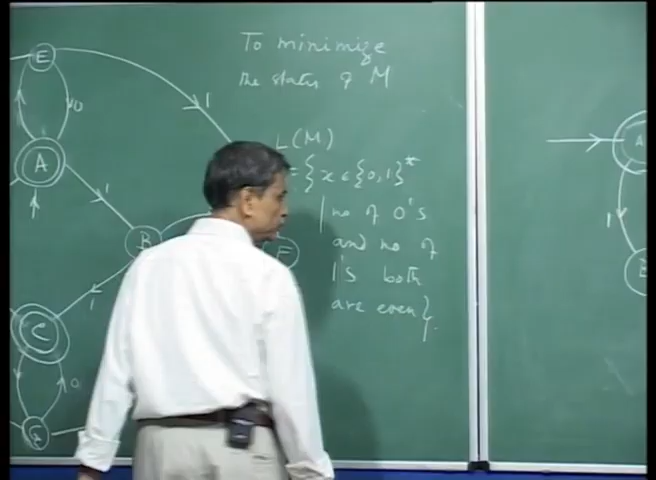 To minimize
the states of M
L(M)
= {x ∈ {0,1}*
| no of 0's
and no of
1's both
are even}
E
0
1
A
1
B
F
1
C
0
A
1
B